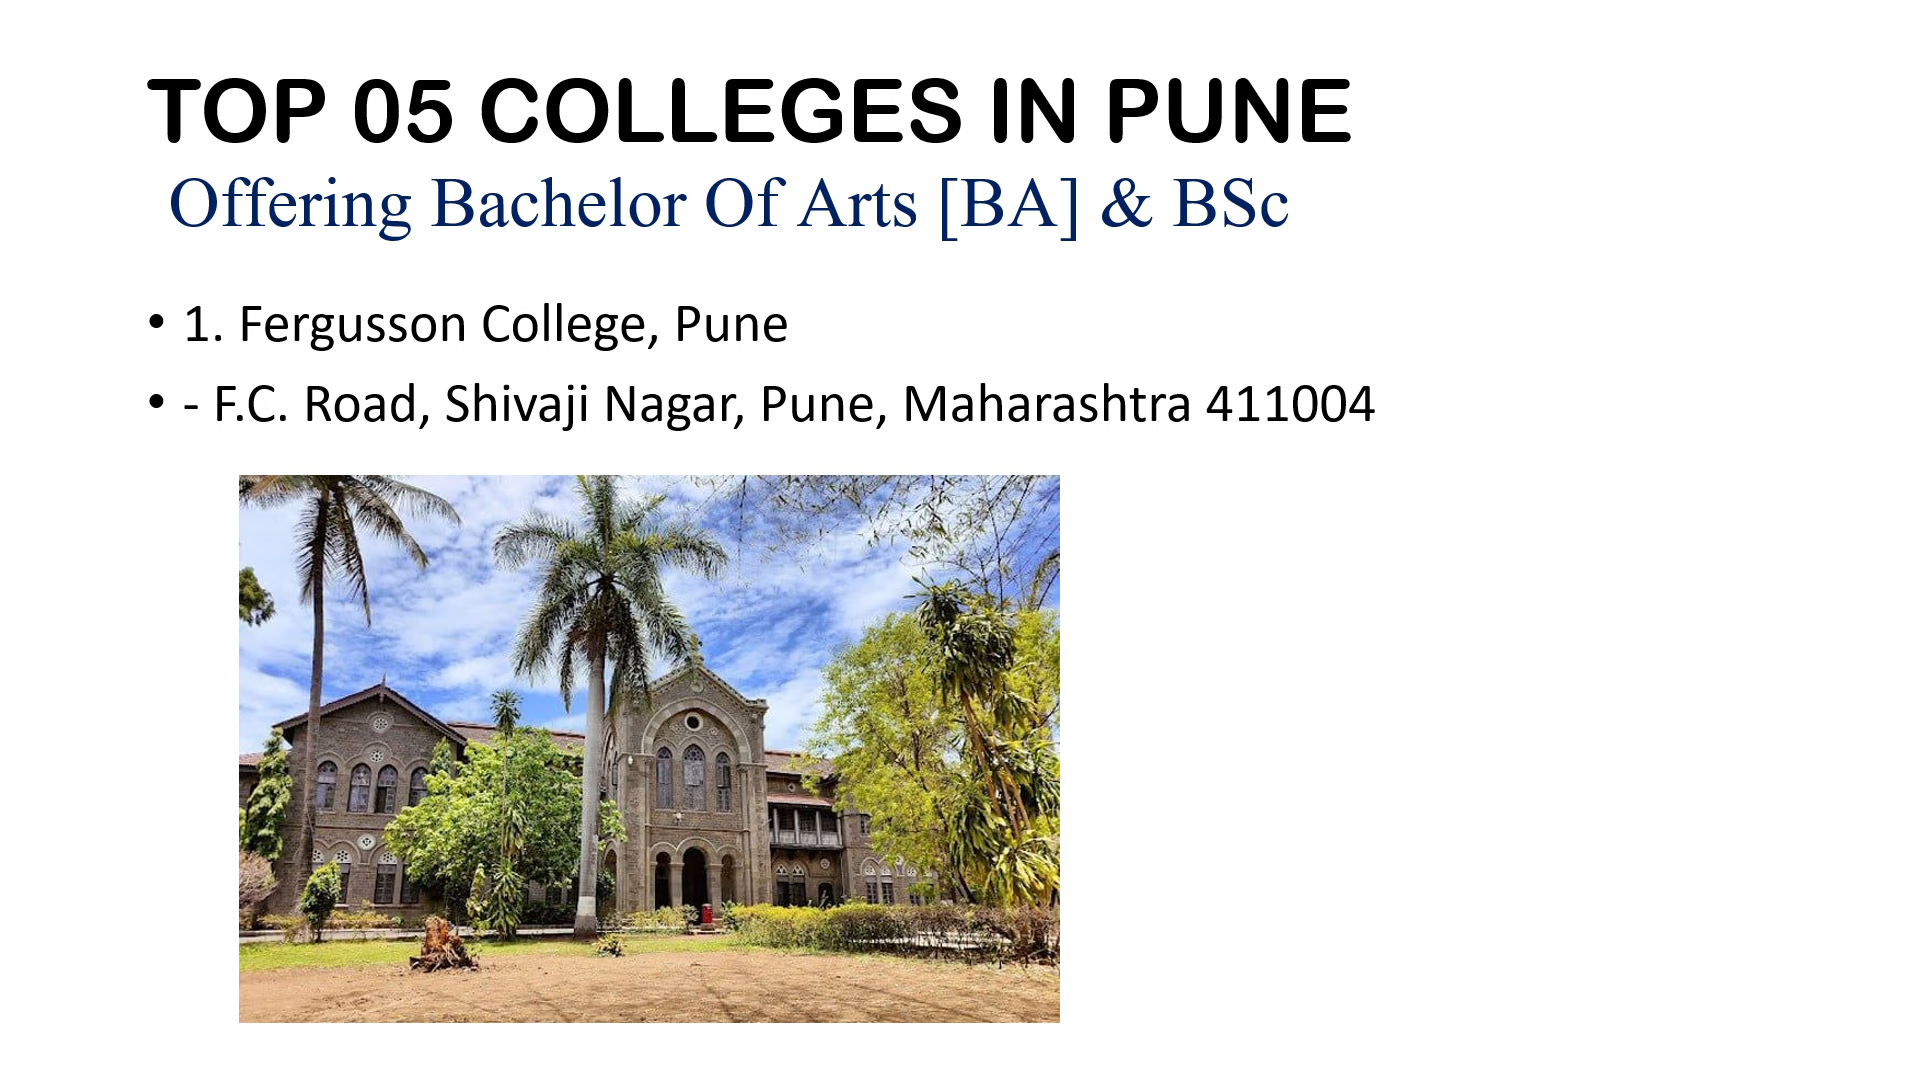 TOP 05 COLLEGES IN PUNE
Offering Bachelor Of Arts [BA] & BSc
• 1. Fergusson College, Pune
• - F.C. Road, Shivaji Nagar, Pune, Maharashtra 411004